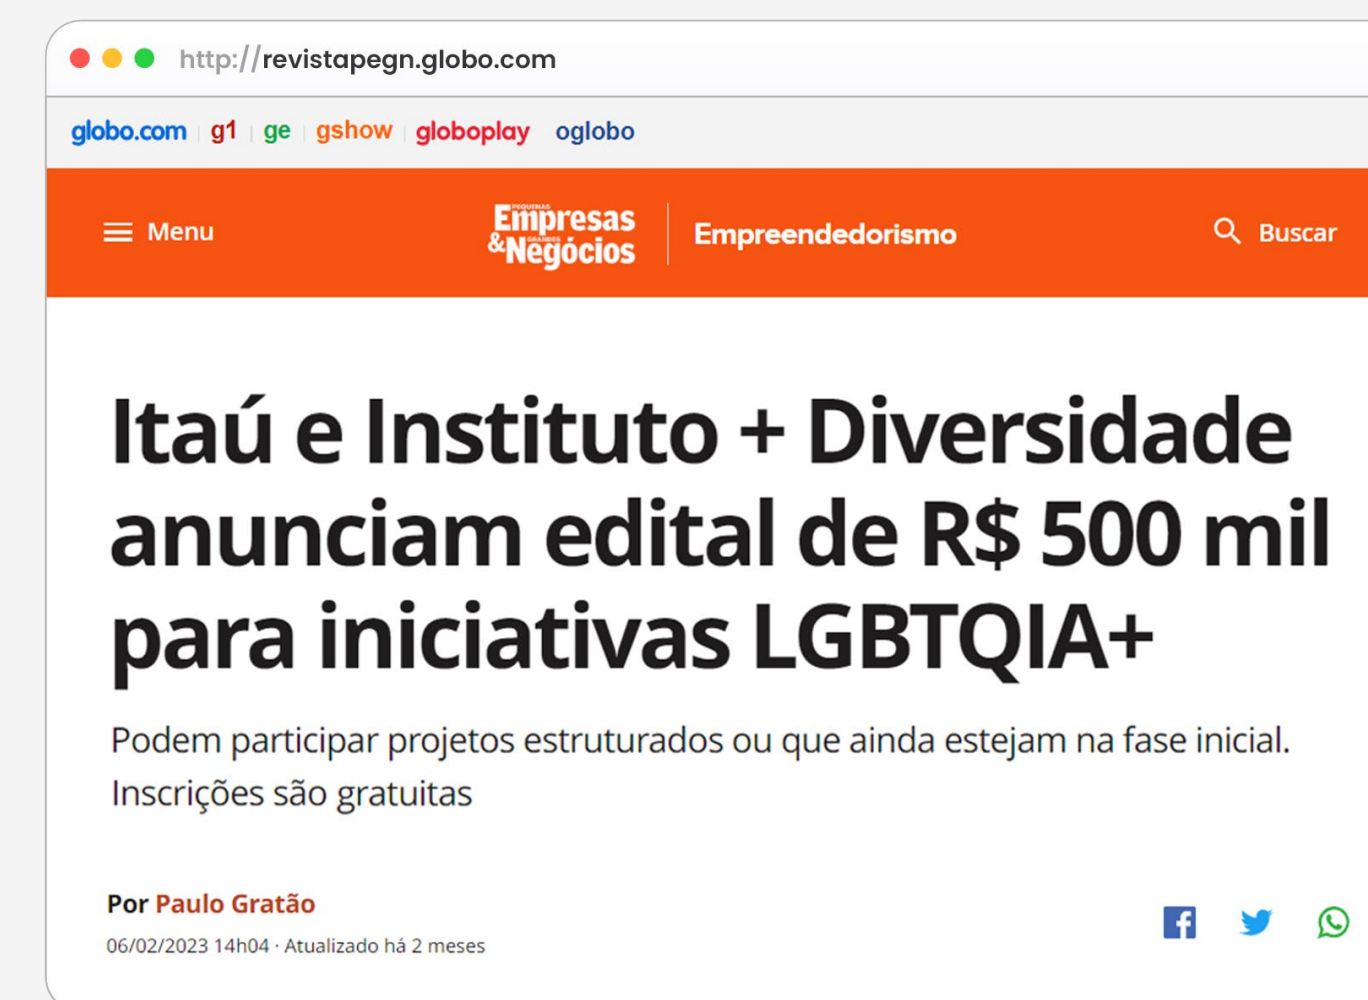 http://revistapegn.globo.com
globo.com g1 ge gshow globoplay oglobo
Menu
PEQUENAS
Empresas
GRANDES
&Negócios
Empreendedorismo
Buscar
Itaú e Instituto + Diversidade
anunciam edital de R$ 500 mil
para iniciativas LGBTQIA+
Podem participar projetos estruturados ou que ainda estejam na fase inicial.
Inscrições são gratuitas
Por Paulo Gratão
06/02/2023 14h04 · Atualizado há 2 meses